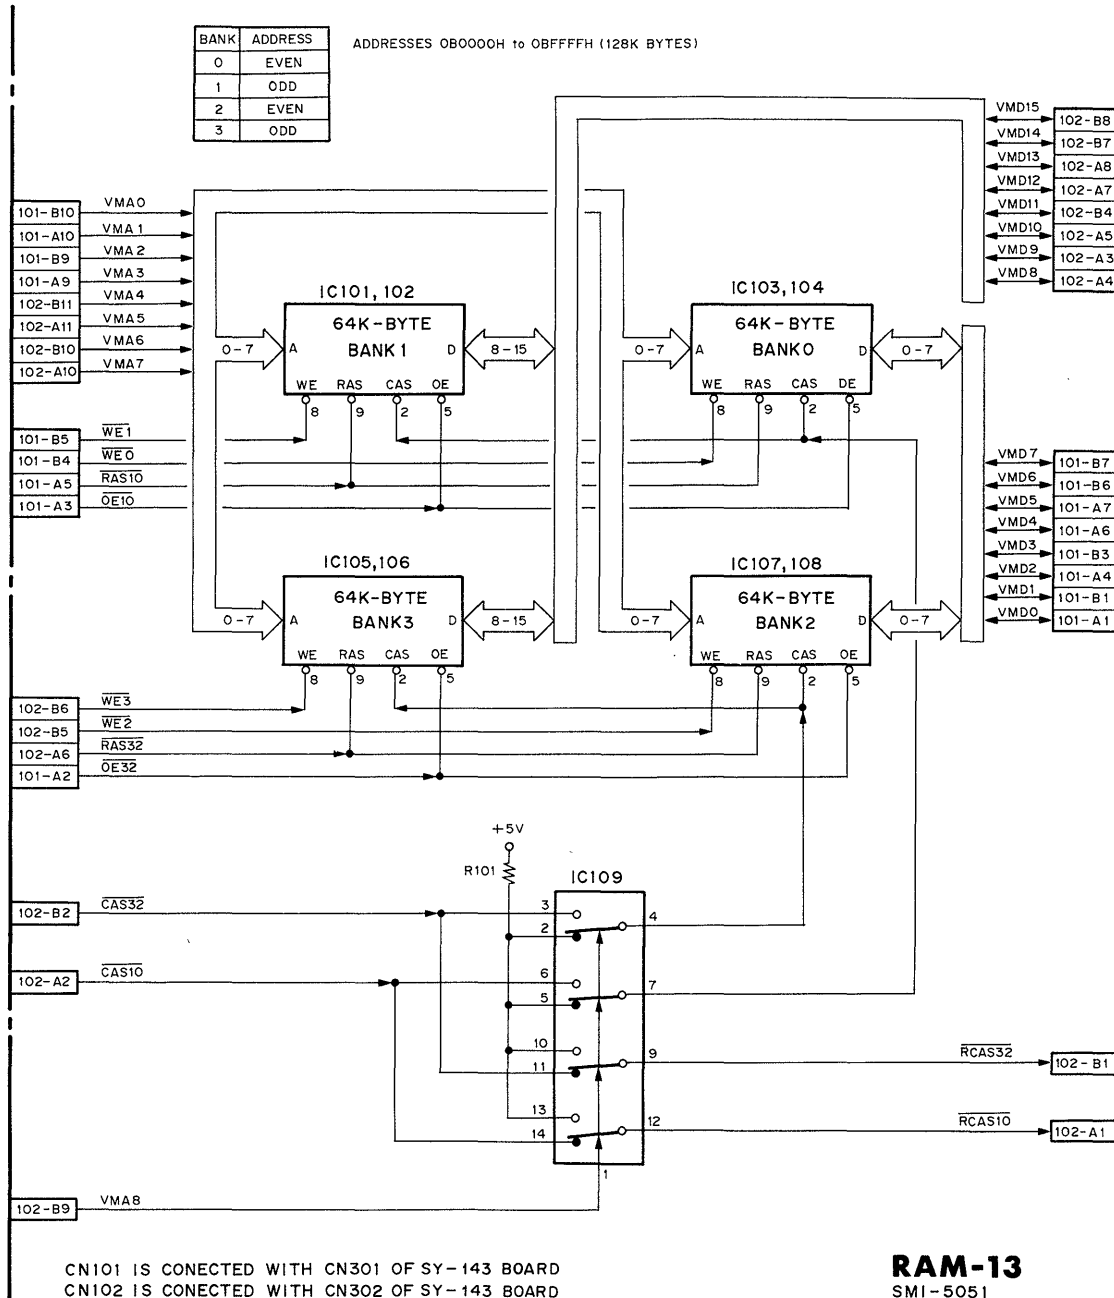 BANK ADDRESS
0 EVEN
1 ODD
2 EVEN
3 ODD
ADDRESSES 0B0000H to 0BFFFFH (128K BYTES)
101-B10 VMA0
101-A10 VMA1
101-B9 VMA2
101-A9 VMA3
102-B11 VMA4
102-A11 VMA5
102-B10 VMA6
102-A10 VMA7
VMD15 102-B8
VMD14 102-B7
VMD13 102-A8
VMD12 102-A7
VMD11 102-B4
VMD10 102-A5
VMD9 102-A3
VMD8 102-A4
IC101, 102
0-7 A 64K-BYTE D 8-15
BANK1
WE RAS CAS OE
8 9 2 5
IC103, 104
0-7 A 64K-BYTE D 0-7
BANK0
WE RAS CAS DE
8 9 2 5
101-B5 WE1
101-B4 WE0
101-A5 RAS10
101-A3 OE10
VMD7 101-B7
VMD6 101-B6
VMD5 101-A7
VMD4 101-A6
VMD3 101-B3
VMD2 101-A4
VMD1 101-B1
VMD0 101-A1
IC105, 106
0-7 A 64K-BYTE D 8-15
BANK3
WE RAS CAS OE
8 9 2 5
IC107, 108
0-7 A 64K-BYTE D 0-7
BANK2
WE RAS CAS OE
8 9 2 5
102-B6 WE3
102-B5 WE2
102-A6 RAS32
101-A2 OE32
+5V
R101
IC109
102-B2 CAS32
3
2
4
102-A2 CAS10
6
5
7
10
11
9
RCAS32 102-B1
13
14
12
RCAS10 102-A1
1
102-B9 VMA8
CN101 IS CONECTED WITH CN301 OF SY-143 BOARD
CN102 IS CONECTED WITH CN302 OF SY-143 BOARD
RAM-13
SMI-5051